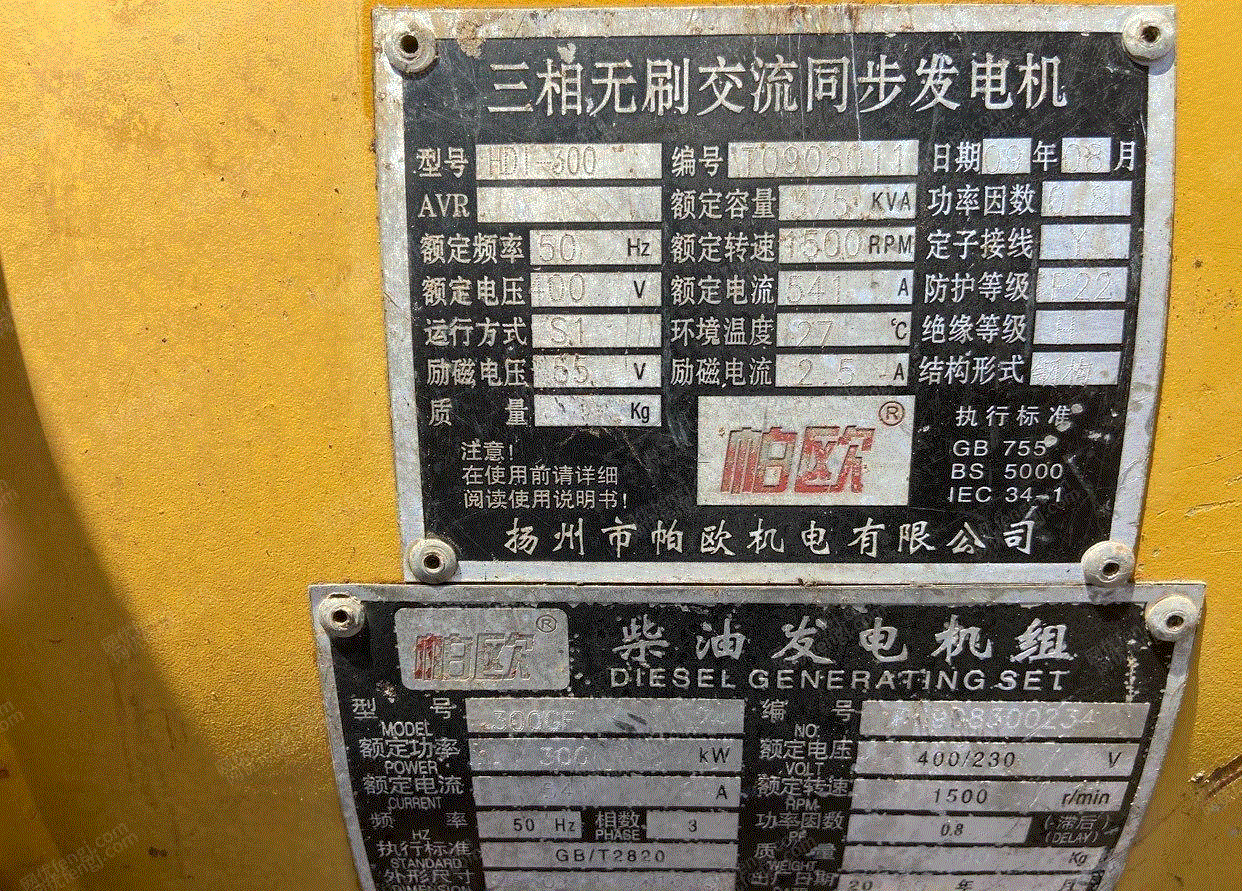 三相无刷交流同步发电机
型号 HDT-300 编号 T0908011 日期 09 年 08 月
AVR 额定容量 375 KVA 功率因数
额定频率 50 Hz 额定转速 1500 RPM 定子接线 Y
额定电压 400 V 额定电流 541 A 防护等级
运行方式 S1 环境温度 27 ℃ 绝缘等级 H
励磁电压 V 励磁电流 2.5 A 结构形式
质量 Kg
帕欧 ®
执行标准
GB 755
BS 5000
IEC 34-1
注意!
在使用前请详细
阅读使用说明书!
扬州市帕欧机电有限公司
帕欧 ® 柴油发电机组
DIESEL GENERATING SET
型号 300GF 编号
MODEL NO.
额定功率 300 kW 额定电压 400/230 V
POWER VOLT
额定电流 541 A 额定转速 1500 r/min
CURRENT RPM
频率 50 Hz 相数 3 功率因数 0.8 (滞后)
HZ PHASE PF (DELAY)
执行标准 GB/T2820 质量 Kg
STANDARD WEIGHT
外形尺寸 出厂日期 20 年 月
DIMENSION